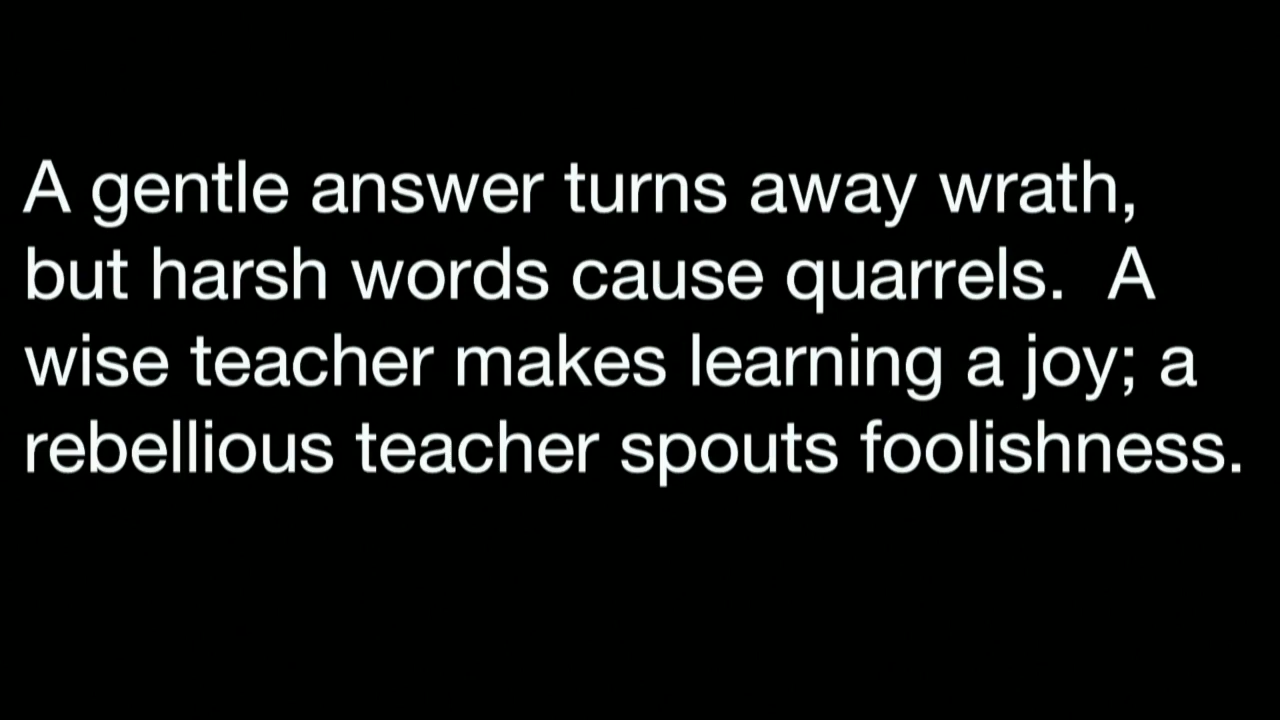 A gentle answer turns away wrath,
but harsh words cause quarrels.  A
wise teacher makes learning a joy; a
rebellious teacher spouts foolishness.